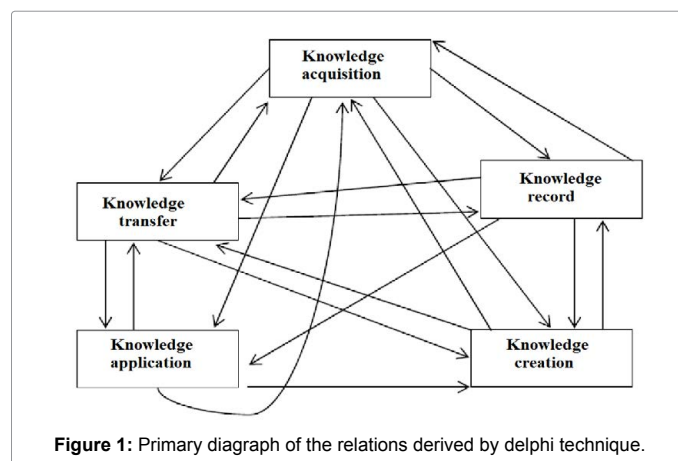 Knowledge
acquisition
Knowledge
record
Knowledge
transfer
Knowledge
application
Knowledge
creation
Figure 1: Primary diagraph of the relations derived by delphi technique.